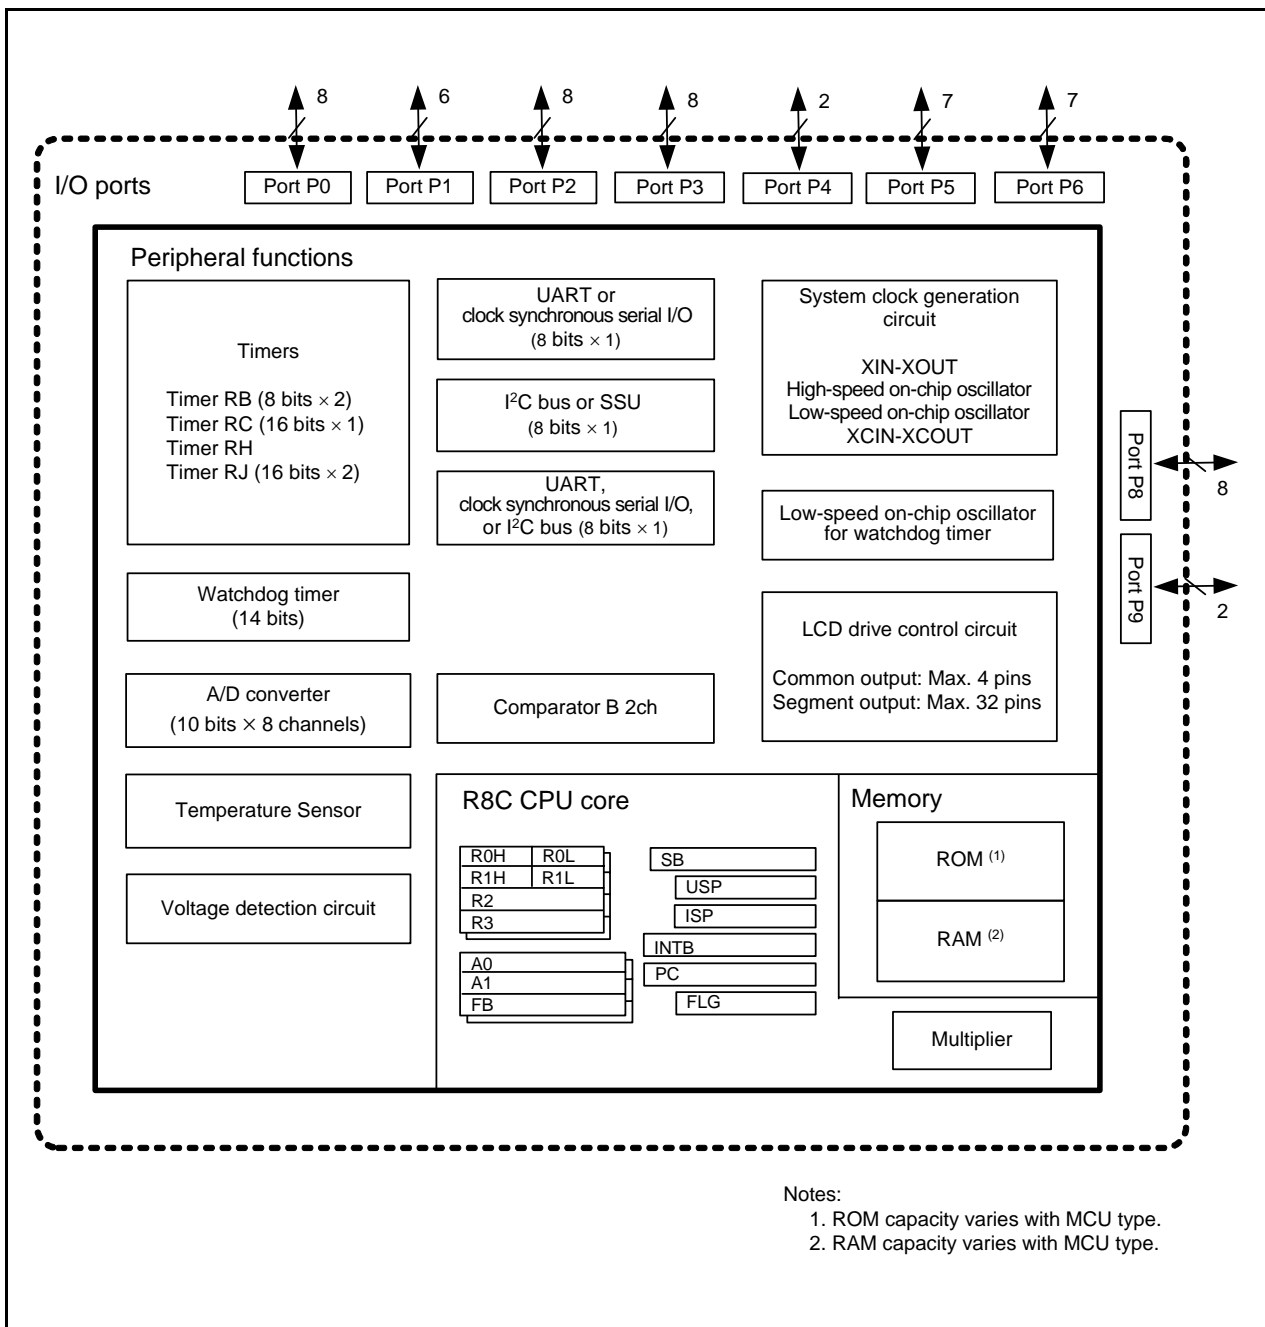 8 6 8 8 2 7 7
I/O ports
Port P0 Port P1 Port P2 Port P3 Port P4 Port P5 Port P6
Peripheral functions
Timers
Timer RB (8 bits × 2)
Timer RC (16 bits × 1)
Timer RH
Timer RJ (16 bits × 2)
UART or
clock synchronous serial I/O
(8 bits × 1)
I²C bus or SSU
(8 bits × 1)
UART,
clock synchronous serial I/O,
or I²C bus (8 bits × 1)
System clock generation
circuit
XIN-XOUT
High-speed on-chip oscillator
Low-speed on-chip oscillator
XCIN-XCOUT
Low-speed on-chip oscillator
for watchdog timer
Port P8
8
Port P9
2
Watchdog timer
(14 bits)
LCD drive control circuit
Common output: Max. 4 pins
Segment output: Max. 32 pins
A/D converter
(10 bits × 8 channels)
Comparator B 2ch
Temperature Sensor
Voltage detection circuit
R8C CPU core
R0H R0L
R1H R1L
R2
R3
A0
A1
FB
SB
USP
ISP
INTB
PC
FLG
Memory
ROM (1)
RAM (2)
Multiplier
Notes:
1. ROM capacity varies with MCU type.
2. RAM capacity varies with MCU type.